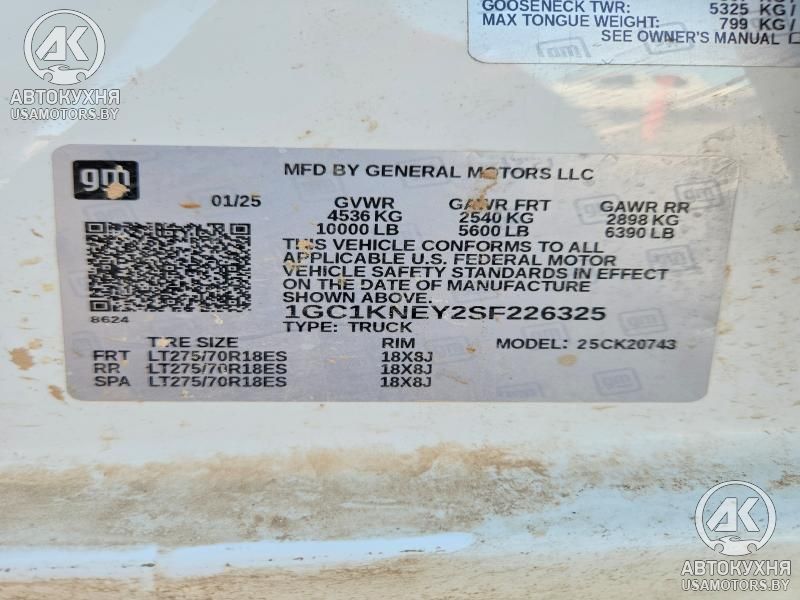 GOOSENECK TWR:
5325 KG/
MAX TONGUE WEIGHT: 799 KG/
SEE OWNER'S MANUAL
gm
АК
АВТОКУХНЯ
USAMOTORS.BY
gm
MFD BY GENERAL MOTORS LLC
01/25 GVWR GAWR FRT GAWR RR
4536 KG 2540 KG 2898 KG
10000 LB 5600 LB 6390 LB
THIS VEHICLE CONFORMS TO ALL
APPLICABLE U.S. FEDERAL MOTOR
VEHICLE SAFETY STANDARDS IN EFFECT
ON THE DATE OF MANUFACTURE
SHOWN ABOVE.
1GC1KNEY2SF226325
8624
TYPE: TRUCK
TIRE SIZE RIM MODEL: 25CK20743
FRT LT275/70R18ES 18X8J
RR LT275/70R18ES 18X8J
SPA LT275/70R18ES 18X8J
АК
АВТОКУХНЯ
USAMOTORS.BY